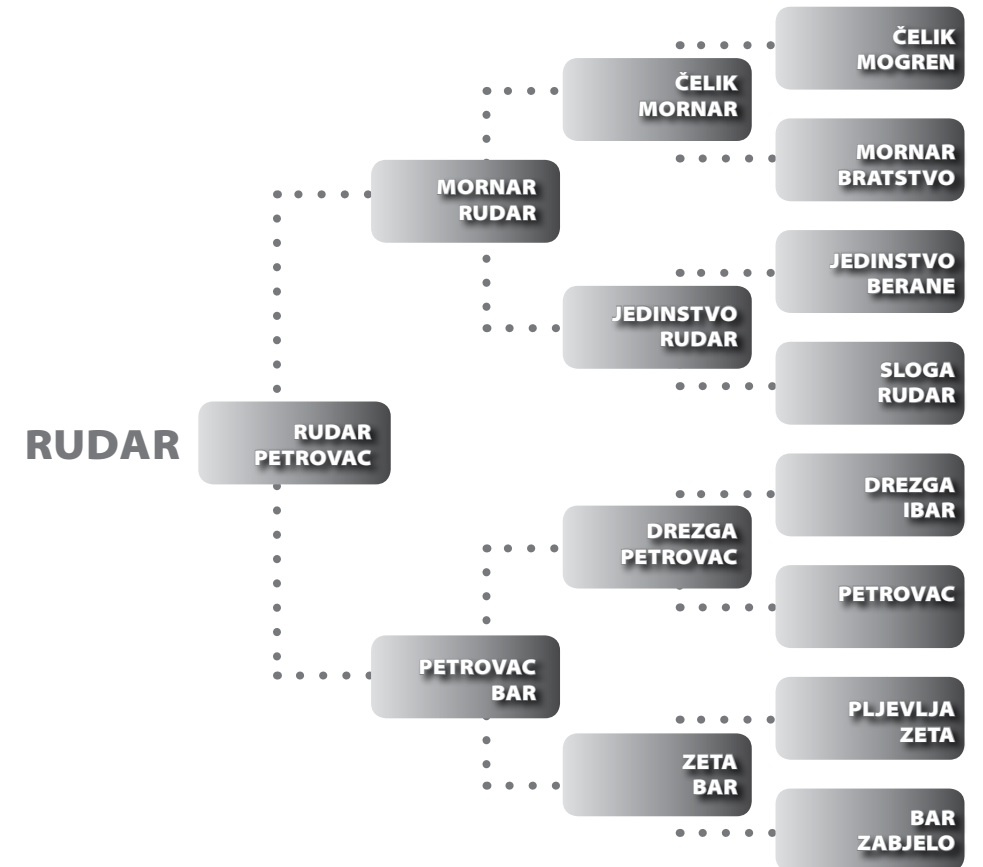 ČELIK
MOGREN
ČELIK
MORNAR
MORNAR
BRATSTVO
MORNAR
RUDAR
JEDINSTVO
BERANE
JEDINSTVO
RUDAR
SLOGA
RUDAR
RUDAR
RUDAR
PETROVAC
DREZGA
IBAR
DREZGA
PETROVAC
PETROVAC
PETROVAC
BAR
PLJEVLJA
ZETA
ZETA
BAR
BAR
ZABJELO